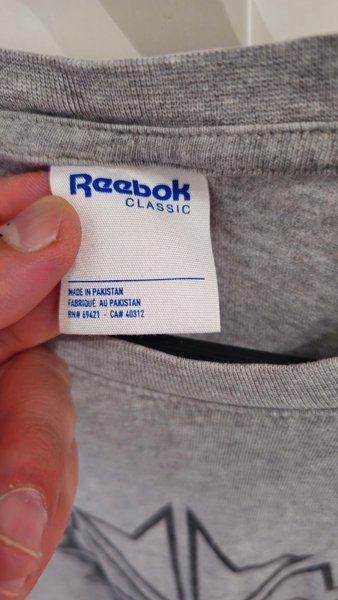 Reebok
CLASSIC
MADE IN PAKISTAN
FABRIQUÉ AU PAKISTAN
RN# 69421 - CA# 40312